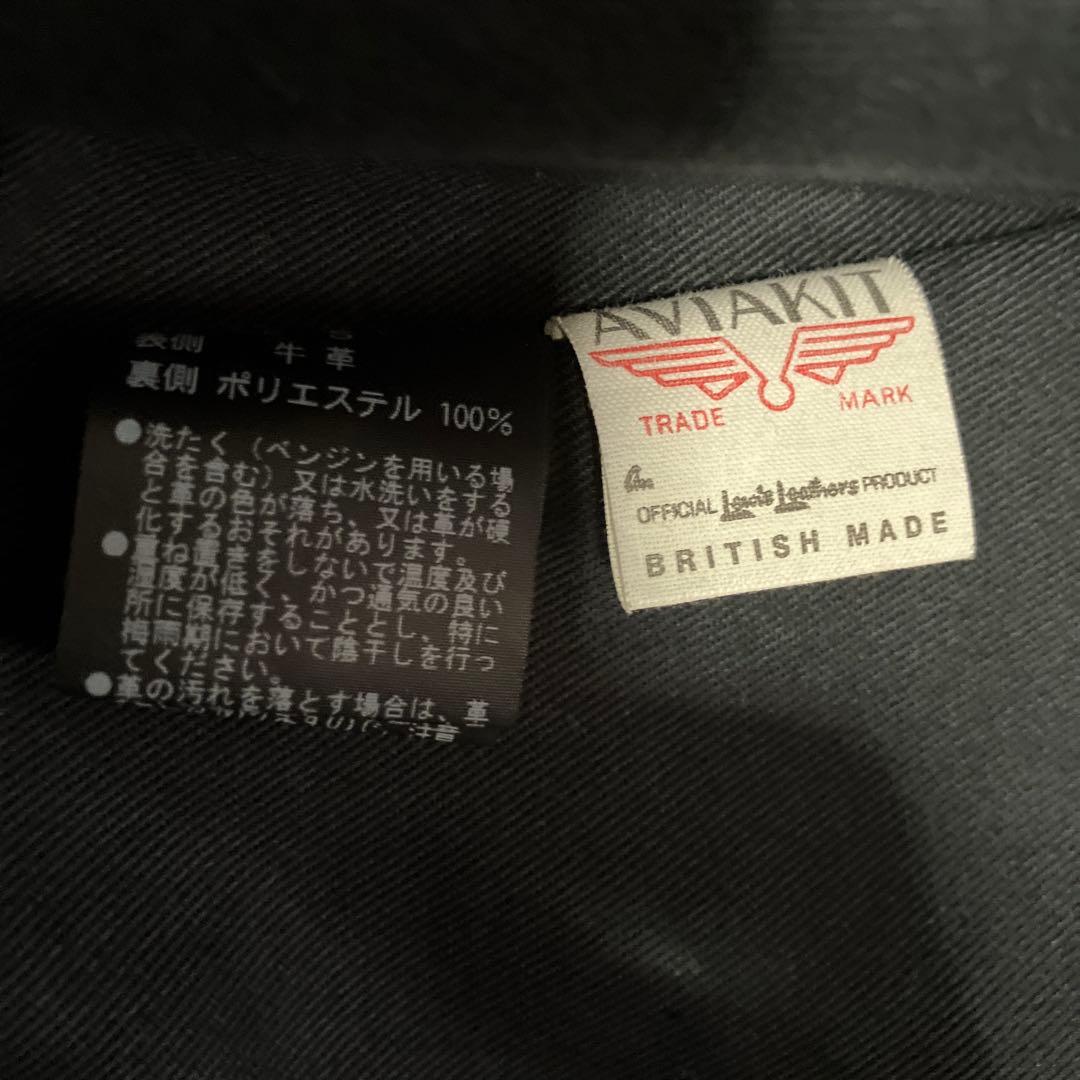 表側 牛革
裏側 ポリエステル 100%
●洗たく（ベンジンを用いる場
合を含む）又は水洗いをする
と革の色が落ち、又は革が硬
化するおそれがあります。
●重ね置きをしないで温度及び
湿度が低く、かつ通気の良い
所に保存することとし、特に
梅雨期において陰干しを行っ
てください。
●革の汚れを落とす場合は、革
注意
AVIAKIT
TRADE MARK
An
OFFICIAL Lewis Leathers PRODUCT
BRITISH MADE